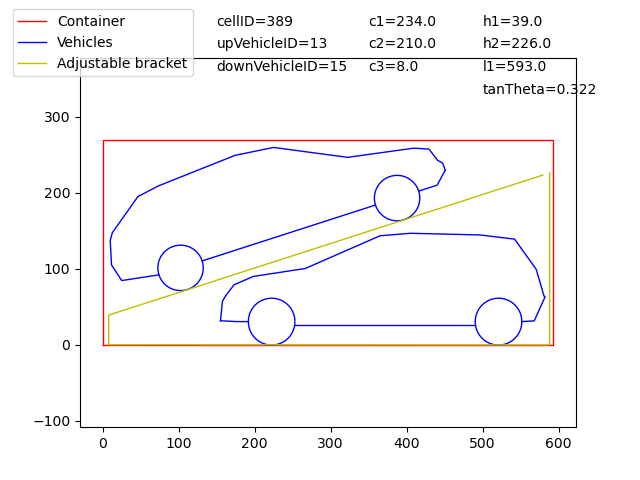 Container
Vehicles
Adjustable bracket
cellID=389
upVehicleID=13
downVehicleID=15
c1=234.0
c2=210.0
c3=8.0
h1=39.0
h2=226.0
l1=593.0
tanTheta=0.322
300
200
100
0
−100
0 100 200 300 400 500 600